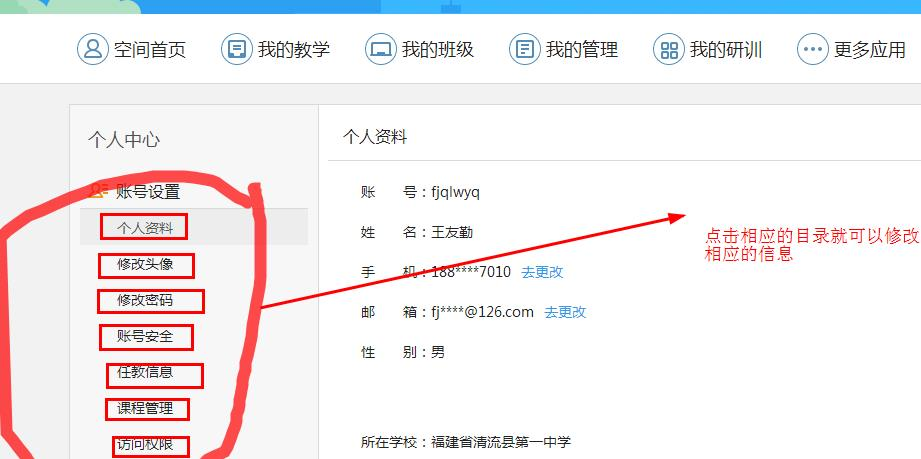 空间首页 我的教学 我的班级 我的管理 我的研训 更多应用
个人中心
账号设置
个人资料
修改头像
修改密码
账号安全
任教信息
课程管理
访问权限
个人资料
账 号：fjqlwyq
姓 名：王友勤
手 机：188****7010 去更改
邮 箱：fj****@126.com 去更改
性 别：男
所在学校：福建省清流县第一中学
点击相应的目录就可以修改
相应的信息